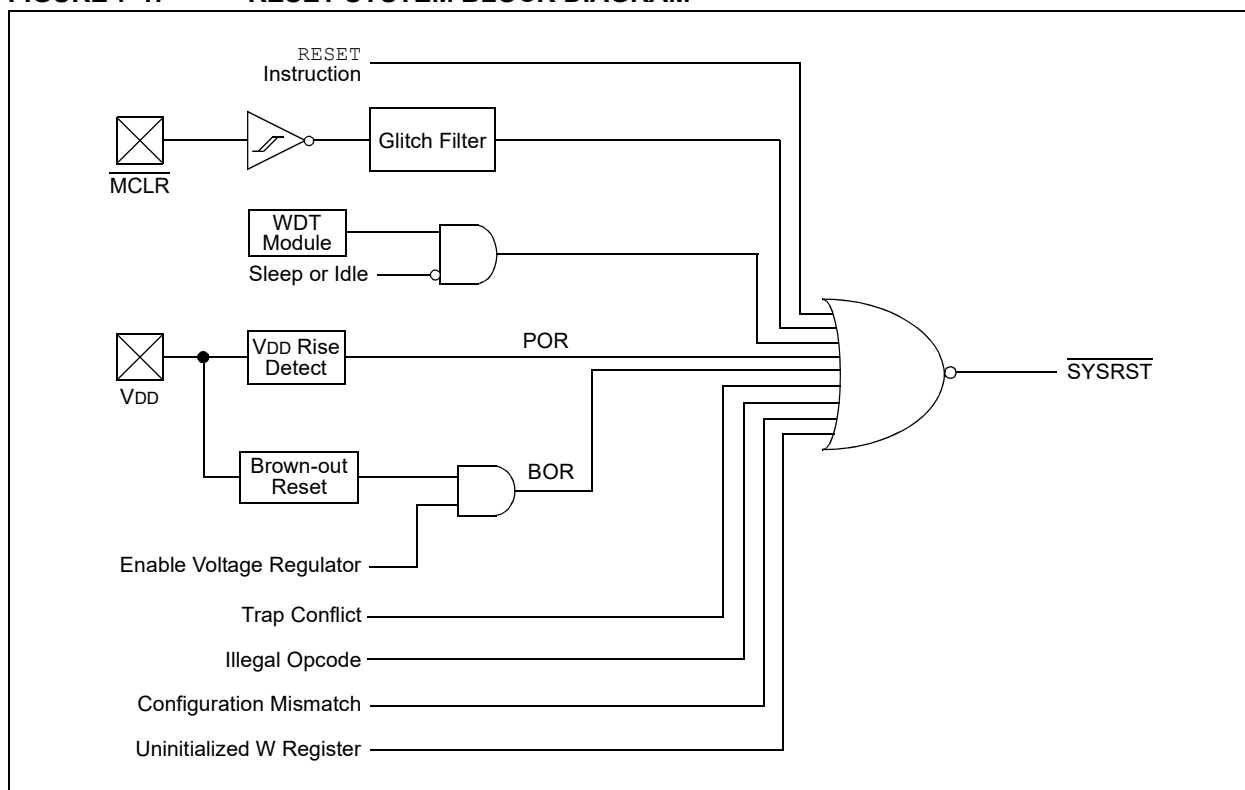 RESET
Instruction
MCLR
Glitch Filter
WDT
Module
Sleep or Idle
VDD
VDD Rise
Detect
POR
SYSRST
Brown-out
Reset
BOR
Enable Voltage Regulator
Trap Conflict
Illegal Opcode
Configuration Mismatch
Uninitialized W Register